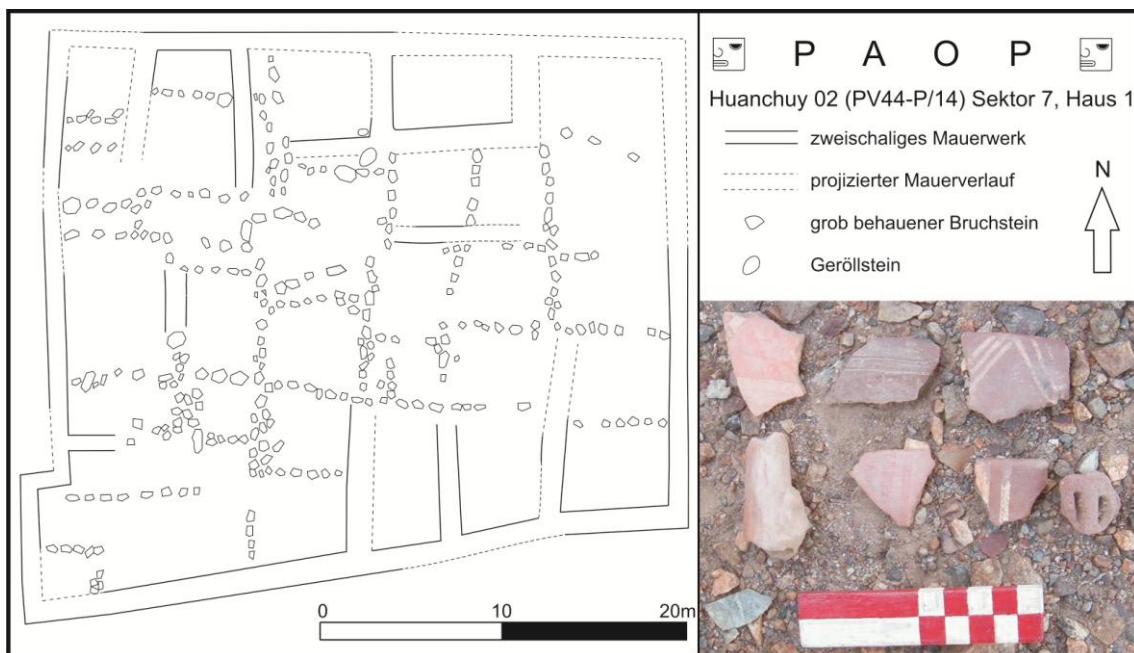 P A O P
Huanchuy 02 (PV44-P/14) Sektor 7, Haus 1
zweischaliges Mauerwerk
projizierter Mauerverlauf
grob behauener Bruchstein
Geröllstein
N
0 10 20m